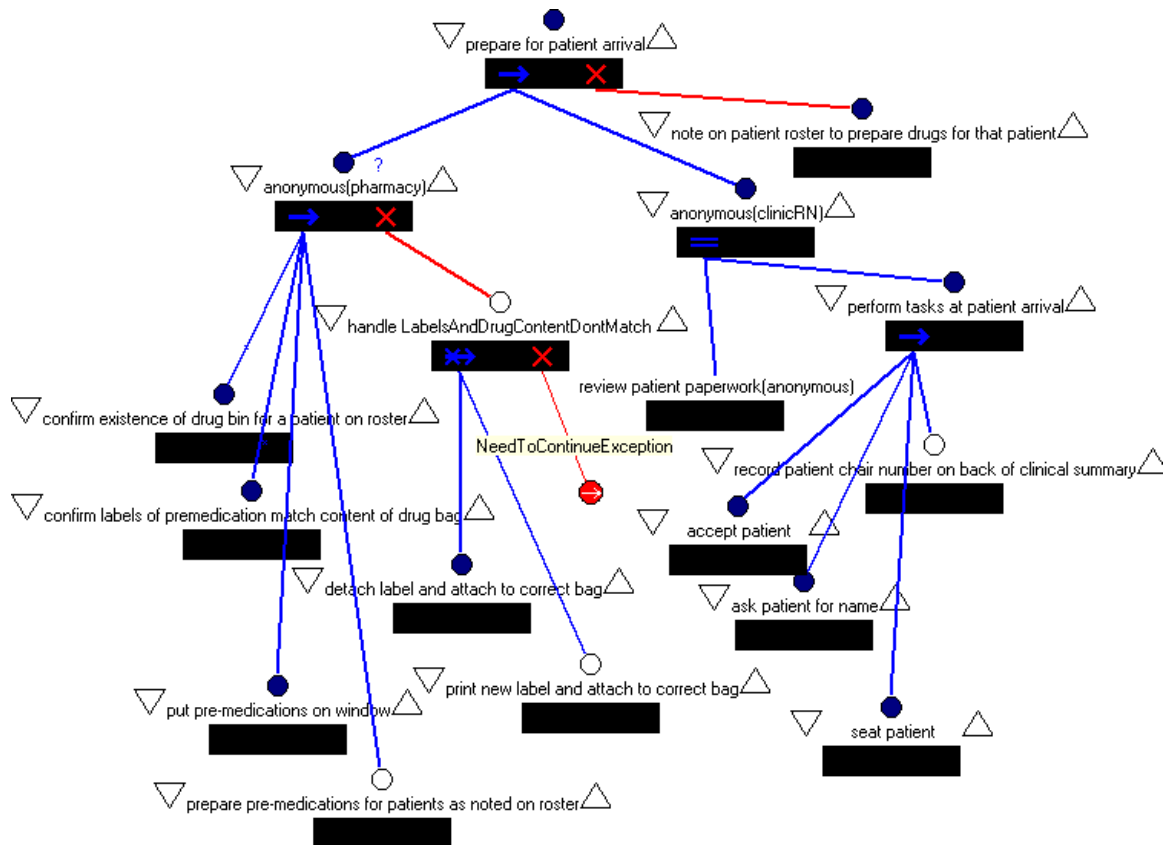 prepare for patient arrival
note on patient roster to prepare drugs for that patient
?
anonymous(pharmacy)
anonymous(clinicRN)
handle LabelsAndDrugContentDontMatch
perform tasks at patient arrival
review patient paperwork(anonymous)
confirm existence of drug bin for a patient on roster
NeedToContinueException
record patient chair number on back of clinical summary
confirm labels of premedication match content of drug bag
accept patient
detach label and attach to correct bag
ask patient for name
print new label and attach to correct bag
put pre-medications on window
seat patient
prepare pre-medications for patients as noted on roster